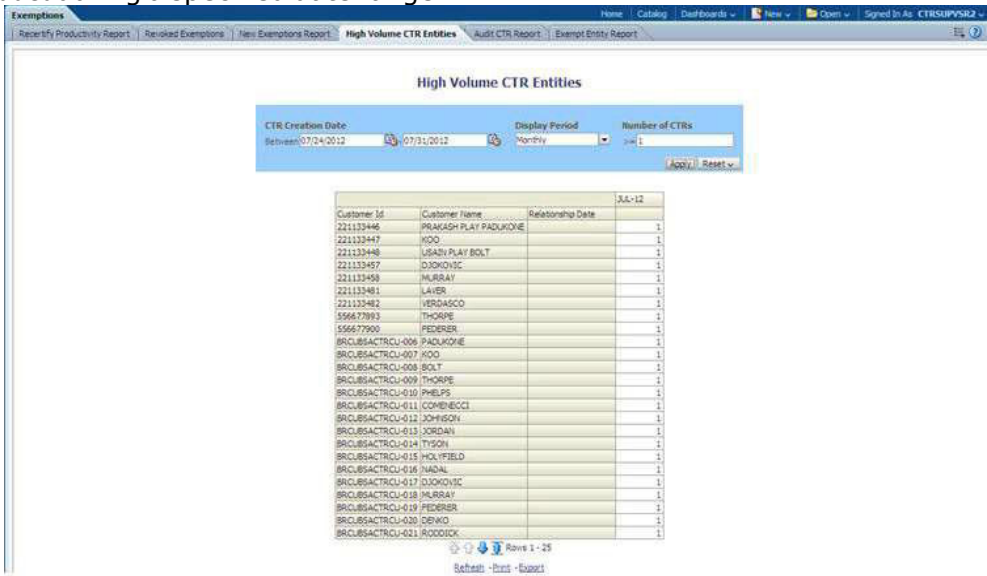 Exemptions Home Catalog Dashboards New Open Signed In As CTRSUPVSR2
Recertify Productivity Report Revoked Exemptions New Exemptions Report High Volume CTR Entities Audit CTR Report Exempt Entity Report
High Volume CTR Entities
CTR Creation Date Display Period Number of CTRs
Between 07/24/2012 - 07/31/2012 Monthly >= 1
Apply Reset
JUL-12
Customer Id Customer Name Relationship Date
221133446 PRAKASH PLAY PADUKONE 1
221133447 KOO 1
221133448 USAIN PLAY BOLT 1
221133457 DJOKOVIC 1
221133458 MURRAY 1
221133481 LAVER 1
221133482 VERDASCO 1
556677893 THORPE 1
556677900 FEDERER 1
BRCUBSACTRCU-006 PADUKONE 1
BRCUBSACTRCU-007 KOO 1
BRCUBSACTRCU-008 BOLT 1
BRCUBSACTRCU-009 THORPE 1
BRCUBSACTRCU-010 PHELPS 1
BRCUBSACTRCU-011 COMENECCI 1
BRCUBSACTRCU-012 JOHNSON 1
BRCUBSACTRCU-013 JORDAN 1
BRCUBSACTRCU-014 TYSON 1
BRCUBSACTRCU-015 HOLYFIELD 1
BRCUBSACTRCU-016 NADAL 1
BRCUBSACTRCU-017 DJOKOVIC 1
BRCUBSACTRCU-018 MURRAY 1
BRCUBSACTRCU-019 FEDERER 1
BRCUBSACTRCU-020 DENKO 1
BRCUBSACTRCU-021 RODDICK 1
Rows 1 - 25
Refresh - Print - Export